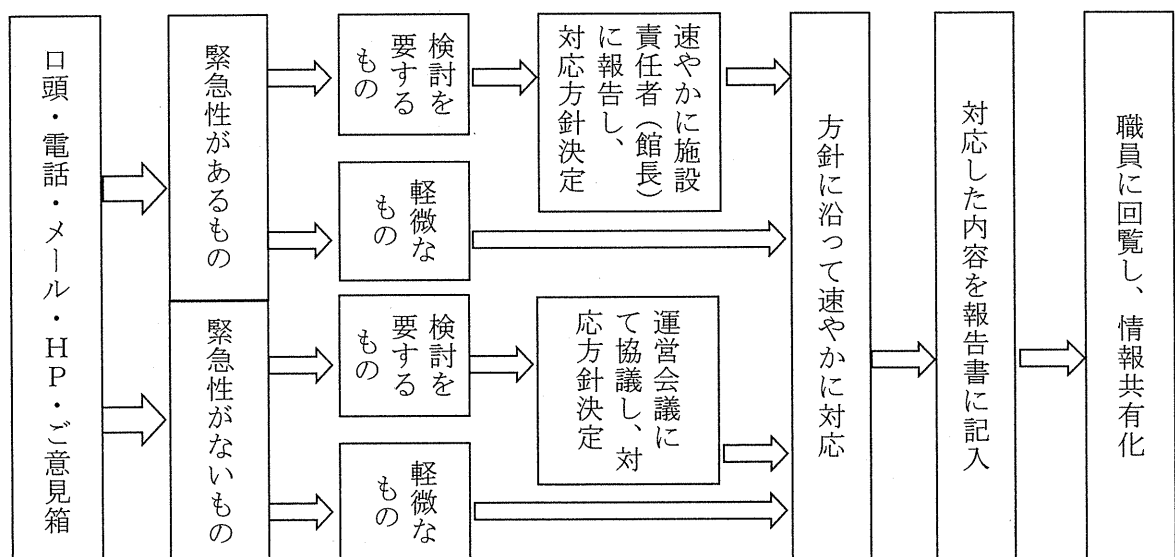 口頭・電話・メール・HP・ご意見箱
緊急性があるもの
緊急性がないもの
検討を
要する
もの
軽微な
もの
検討を
要する
もの
軽微な
もの
速やかに施設
責任者（館長）
に報告し、
対応方針決定
運営会議に
て協議し、対
応方針決定
方針に沿って速やかに対応
対応した内容を報告書に記入
職員に回覧し、情報共有化